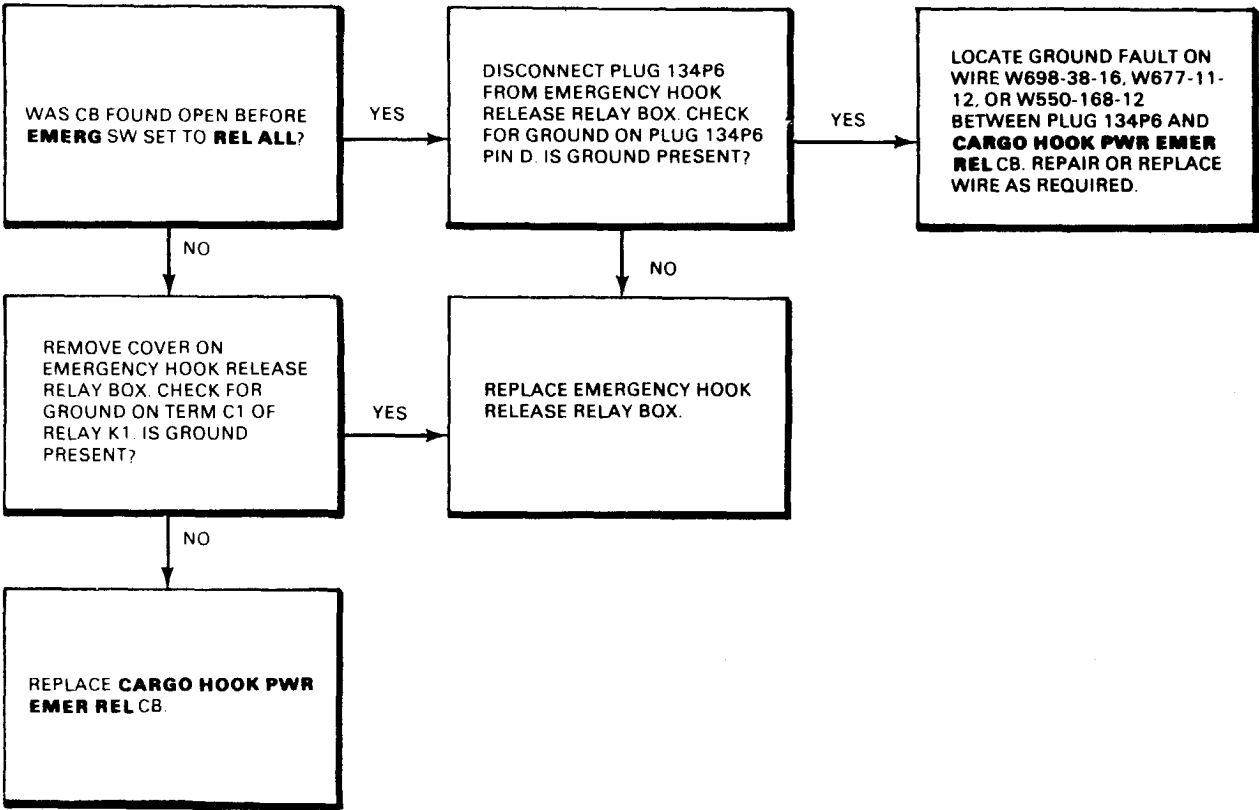 WAS CB FOUND OPEN BEFORE
EMERG SW SET TO REL ALL?
YES
DISCONNECT PLUG 134P6
FROM EMERGENCY HOOK
RELEASE RELAY BOX. CHECK
FOR GROUND ON PLUG 134P6
PIN D. IS GROUND PRESENT?
YES
LOCATE GROUND FAULT ON
WIRE W698-38-16, W677-11-
12, OR W550-168-12
BETWEEN PLUG 134P6 AND
CARGO HOOK PWR EMER
REL CB. REPAIR OR REPLACE
WIRE AS REQUIRED.
NO
NO
REMOVE COVER ON
EMERGENCY HOOK RELEASE
RELAY BOX. CHECK FOR
GROUND ON TERM C1 OF
RELAY K1. IS GROUND
PRESENT?
YES
REPLACE EMERGENCY HOOK
RELEASE RELAY BOX.
NO
REPLACE CARGO HOOK PWR
EMER REL CB.